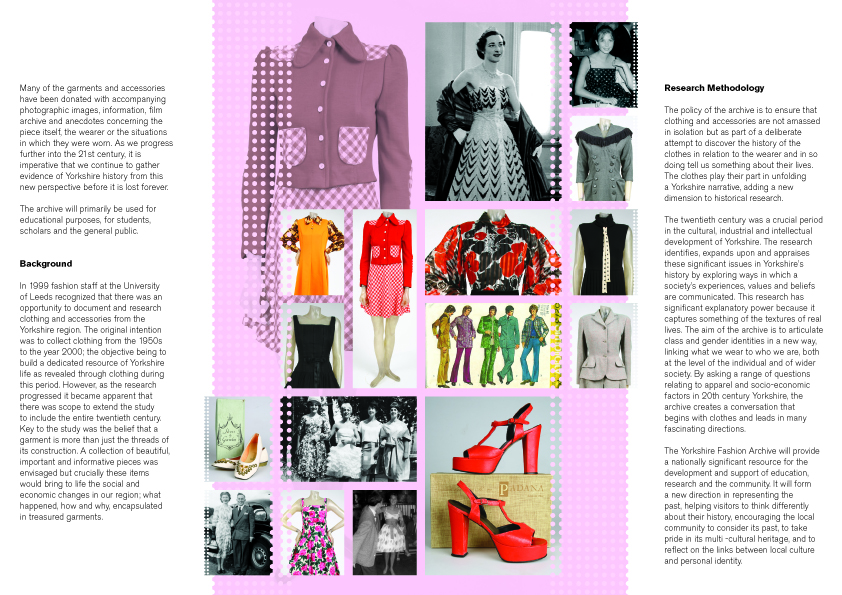 Many of the garments and accessories
have been donated with accompanying
photographic images, information, film
archive and anecdotes concerning the
piece itself, the wearer or the situations
in which they were worn. As we progress
further into the 21st century, it is
imperative that we continue to gather
evidence of Yorkshire history from this
new perspective before it is lost forever.
The archive will primarily be used for
educational purposes, for students,
scholars and the general public.
Background
In 1999 fashion staff at the University
of Leeds recognized that there was an
opportunity to document and research
clothing and accessories from the
Yorkshire region. The original intention
was to collect clothing from the 1950s
to the year 2000; the objective being to
build a dedicated resource of Yorkshire
life as revealed through clothing during
this period. However, as the research
progressed it became apparent that
there was scope to extend the study
to include the entire twentieth century.
Key to the study was the belief that a
garment is more than just the threads of
its construction. A collection of beautiful,
important and informative pieces was
envisaged but crucially these items
would bring to life the social and
economic changes in our region; what
happened, how and why, encapsulated
in treasured garments.
PADANA
Research Methodology
The policy of the archive is to ensure that
clothing and accessories are not amassed
in isolation but as part of a deliberate
attempt to discover the history of the
clothes in relation to the wearer and in so
doing tell us something about their lives.
The clothes play their part in unfolding
a Yorkshire narrative, adding a new
dimension to historical research.
The twentieth century was a crucial period
in the cultural, industrial and intellectual
development of Yorkshire. The research
identifies, expands upon and appraises
these significant issues in Yorkshire's
history by exploring ways in which a
society's experiences, values and beliefs
are communicated. This research has
significant explanatory power because it
captures something of the textures of real
lives. The aim of the archive is to articulate
class and gender identities in a new way,
linking what we wear to who we are, both
at the level of the individual and of wider
society. By asking a range of questions
relating to apparel and socio-economic
factors in 20th century Yorkshire, the
archive creates a conversation that
begins with clothes and leads in many
fascinating directions.
The Yorkshire Fashion Archive will provide
a nationally significant resource for the
development and support of education,
research and the community. It will form
a new direction in representing the
past, helping visitors to think differently
about their history, encouraging the local
community to consider its past, to take
pride in its multi -cultural heritage, and to
reflect on the links between local culture
and personal identity.